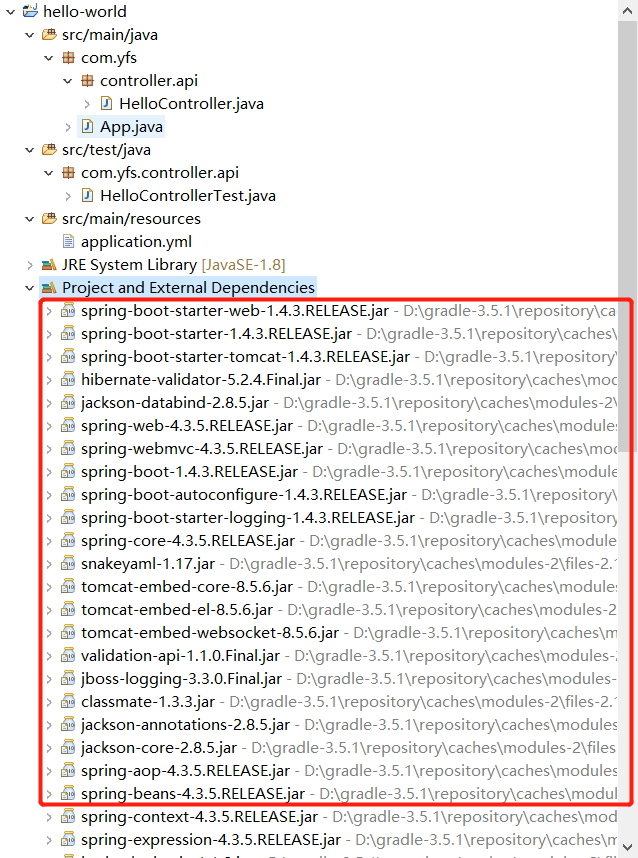 hello-world
src/main/java
com.yfs
controller.api
HelloController.java
App.java
src/test/java
com.yfs.controller.api
HelloControllerTest.java
src/main/resources
application.yml
JRE System Library [JavaSE-1.8]
Project and External Dependencies
spring-boot-starter-web-1.4.3.RELEASE.jar - D:\gradle-3.5.1\repository\ca
spring-boot-starter-1.4.3.RELEASE.jar - D:\gradle-3.5.1\repository\caches\
spring-boot-starter-tomcat-1.4.3.RELEASE.jar - D:\gradle-3.5.1\repository\
hibernate-validator-5.2.4.Final.jar - D:\gradle-3.5.1\repository\caches\mod
jackson-databind-2.8.5.jar - D:\gradle-3.5.1\repository\caches\modules-2\
spring-web-4.3.5.RELEASE.jar - D:\gradle-3.5.1\repository\caches\modules
spring-webmvc-4.3.5.RELEASE.jar - D:\gradle-3.5.1\repository\caches\mo
spring-boot-1.4.3.RELEASE.jar - D:\gradle-3.5.1\repository\caches\module
spring-boot-autoconfigure-1.4.3.RELEASE.jar - D:\gradle-3.5.1\repository\
spring-boot-starter-logging-1.4.3.RELEASE.jar - D:\gradle-3.5.1\repository
spring-core-4.3.5.RELEASE.jar - D:\gradle-3.5.1\repository\caches\module
snakeyaml-1.17.jar - D:\gradle-3.5.1\repository\caches\modules-2\files-2.1
tomcat-embed-core-8.5.6.jar - D:\gradle-3.5.1\repository\caches\modules
tomcat-embed-el-8.5.6.jar - D:\gradle-3.5.1\repository\caches\modules-2
tomcat-embed-websocket-8.5.6.jar - D:\gradle-3.5.1\repository\caches\m
validation-api-1.1.0.Final.jar - D:\gradle-3.5.1\repository\caches\modules-
jboss-logging-3.3.0.Final.jar - D:\gradle-3.5.1\repository\caches\modules-
classmate-1.3.3.jar - D:\gradle-3.5.1\repository\caches\modules-2\files-2.
jackson-annotations-2.8.5.jar - D:\gradle-3.5.1\repository\caches\modules
jackson-core-2.8.5.jar - D:\gradle-3.5.1\repository\caches\modules-2\files
spring-aop-4.3.5.RELEASE.jar - D:\gradle-3.5.1\repository\caches\modules
spring-beans-4.3.5.RELEASE.jar - D:\gradle-3.5.1\repository\caches\modul
spring-context-4.3.5.RELEASE.jar - D:\gradle-3.5.1\repository\caches\mod
spring-expression-4.3.5.RELEASE.jar - D:\gradle-3.5.1\repository\caches\